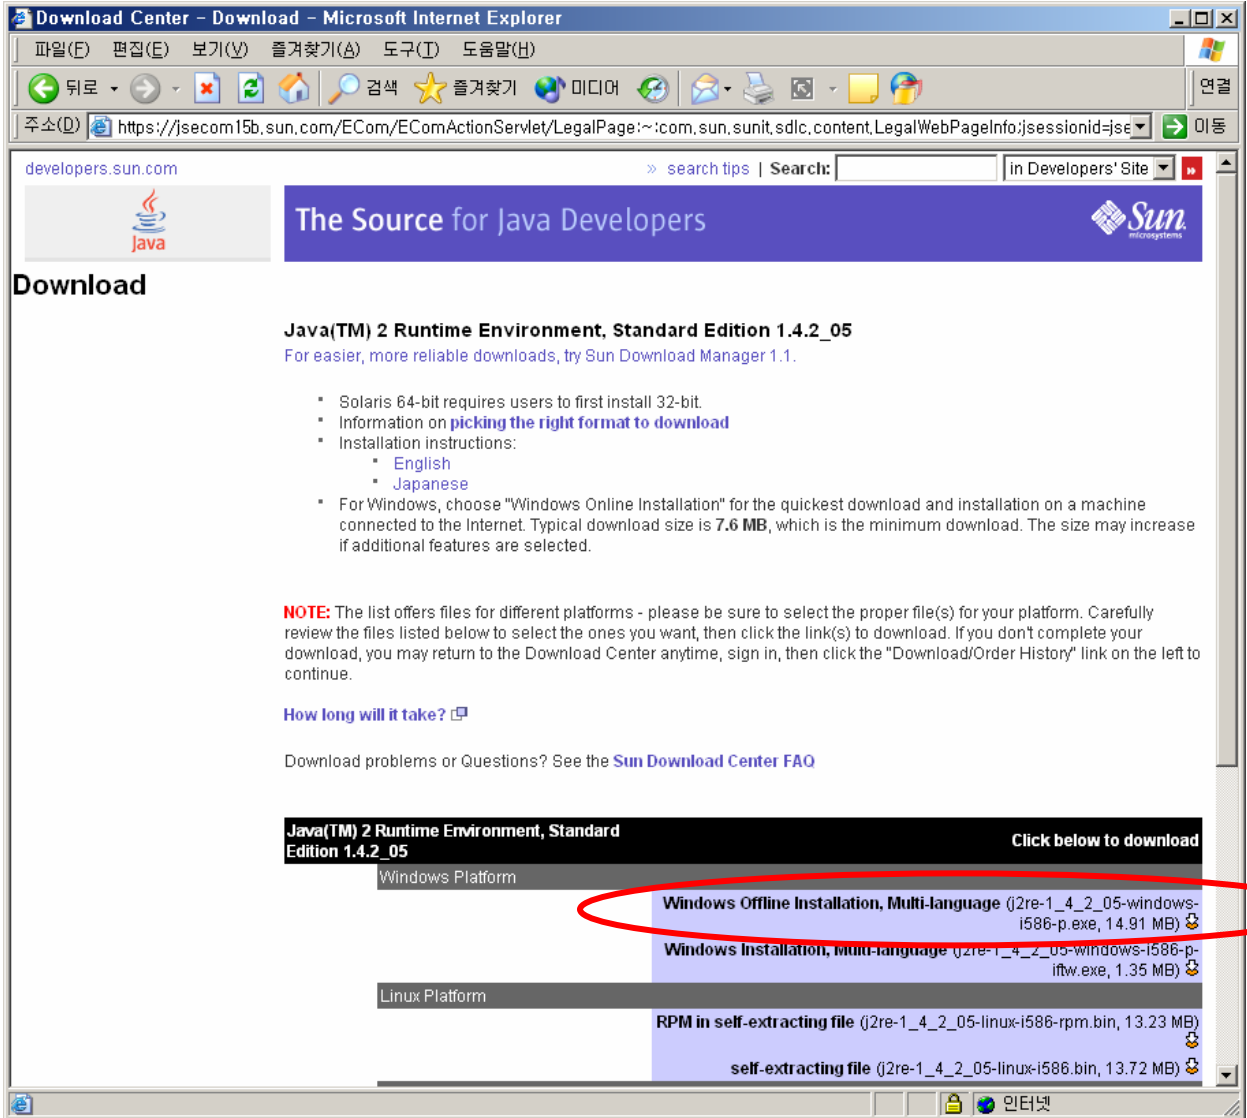 Download Center - Download - Microsoft Internet Explorer
파일(F) 편집(E) 보기(V) 즐겨찾기(A) 도구(T) 도움말(H)
뒤로 검색 즐겨찾기 미디어 연결
주소(D) https://jsecom15b.sun.com/ECom/EComActionServlet/LegalPage:~:com.sun.sunit.sdlc.content.LegalWebPageInfo;jsessionid=jse 이동
developers.sun.com » search tips | Search: in Developers' Site
Java
The Source for Java Developers
Sun
microsystems
Download
Java(TM) 2 Runtime Environment, Standard Edition 1.4.2_05
For easier, more reliable downloads, try Sun Download Manager 1.1.
Solaris 64-bit requires users to first install 32-bit.
Information on picking the right format to download
Installation instructions:
English
Japanese
For Windows, choose "Windows Online Installation" for the quickest download and installation on a machine
connected to the Internet. Typical download size is 7.6 MB, which is the minimum download. The size may increase
if additional features are selected.
NOTE: The list offers files for different platforms - please be sure to select the proper file(s) for your platform. Carefully
review the files listed below to select the ones you want, then click the link(s) to download. If you don't complete your
download, you may return to the Download Center anytime, sign in, then click the "Download/Order History" link on the left to
continue.
How long will it take?
Download problems or Questions? See the Sun Download Center FAQ
Java(TM) 2 Runtime Environment, Standard
Edition 1.4.2_05
Click below to download
Windows Platform
Windows Offline Installation, Multi-language (j2re-1_4_2_05-windows-
i586-p.exe, 14.91 MB)
Windows Installation, Multi-language (j2re-1_4_2_05-windows-i586-p-
iftw.exe, 1.35 MB)
Linux Platform
RPM in self-extracting file (j2re-1_4_2_05-linux-i586-rpm.bin, 13.23 MB)
self-extracting file (j2re-1_4_2_05-linux-i586.bin, 13.72 MB)
인터넷